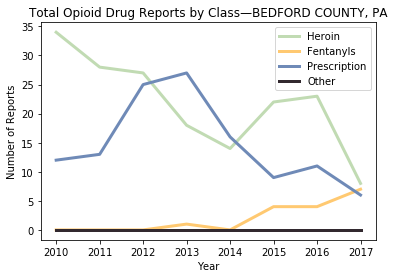 Total Opioid Drug Reports by Class—BEDFORD COUNTY, PA
Heroin
Fentanyls
Prescription
Other
Number of Reports
35
30
25
20
15
10
5
0
2010 2011 2012 2013 2014 2015 2016 2017
Year